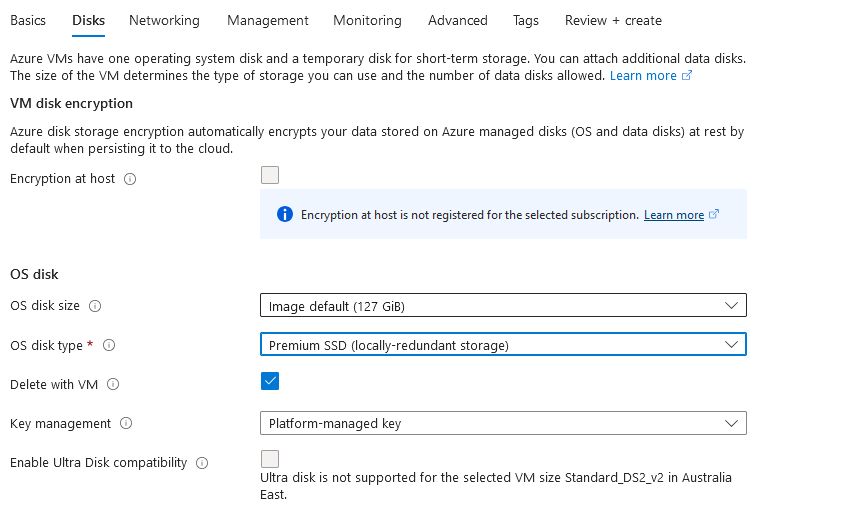 Basics Disks Networking Management Monitoring Advanced Tags Review + create
Azure VMs have one operating system disk and a temporary disk for short-term storage. You can attach additional data disks.
The size of the VM determines the type of storage you can use and the number of data disks allowed. Learn more
VM disk encryption
Azure disk storage encryption automatically encrypts your data stored on Azure managed disks (OS and data disks) at rest by
default when persisting it to the cloud.
Encryption at host
Encryption at host is not registered for the selected subscription. Learn more
OS disk
OS disk size Image default (127 GiB)
OS disk type * Premium SSD (locally-redundant storage)
Delete with VM
Key management Platform-managed key
Enable Ultra Disk compatibility
Ultra disk is not supported for the selected VM size Standard_DS2_v2 in Australia
East.